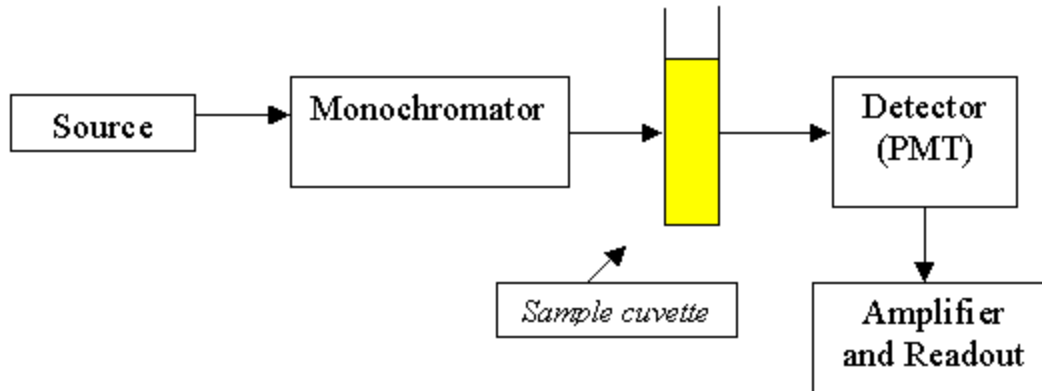 Source
Monochromator
Detector
(PMT)
Sample cuvette
Amplifier
and Readout